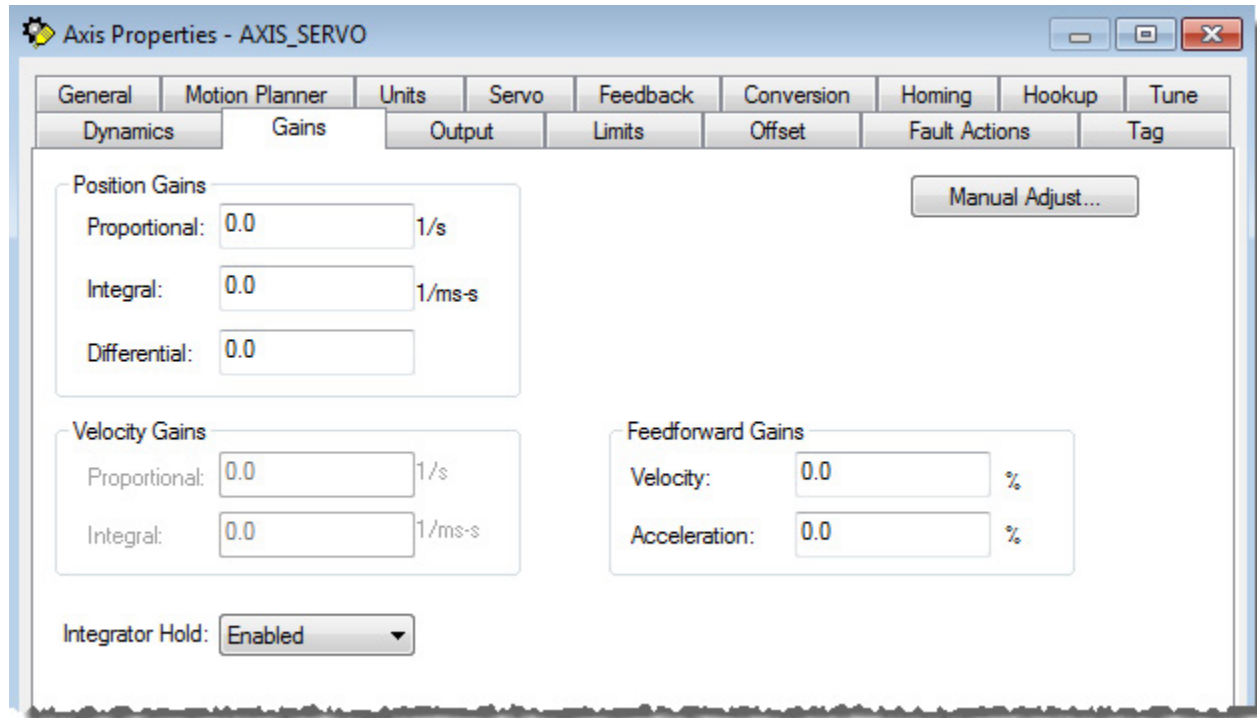 Axis Properties - AXIS_SERVO
General Motion Planner Units Servo Feedback Conversion Homing Hookup Tune
Dynamics Gains Output Limits Offset Fault Actions Tag
Position Gains
Manual Adjust...
Proportional: 0.0 1/s
Integral: 0.0 1/ms-s
Differential: 0.0
Velocity Gains
Proportional: 0.0 1/s
Integral: 0.0 1/ms-s
Feedforward Gains
Velocity: 0.0 %
Acceleration: 0.0 %
Integrator Hold: Enabled